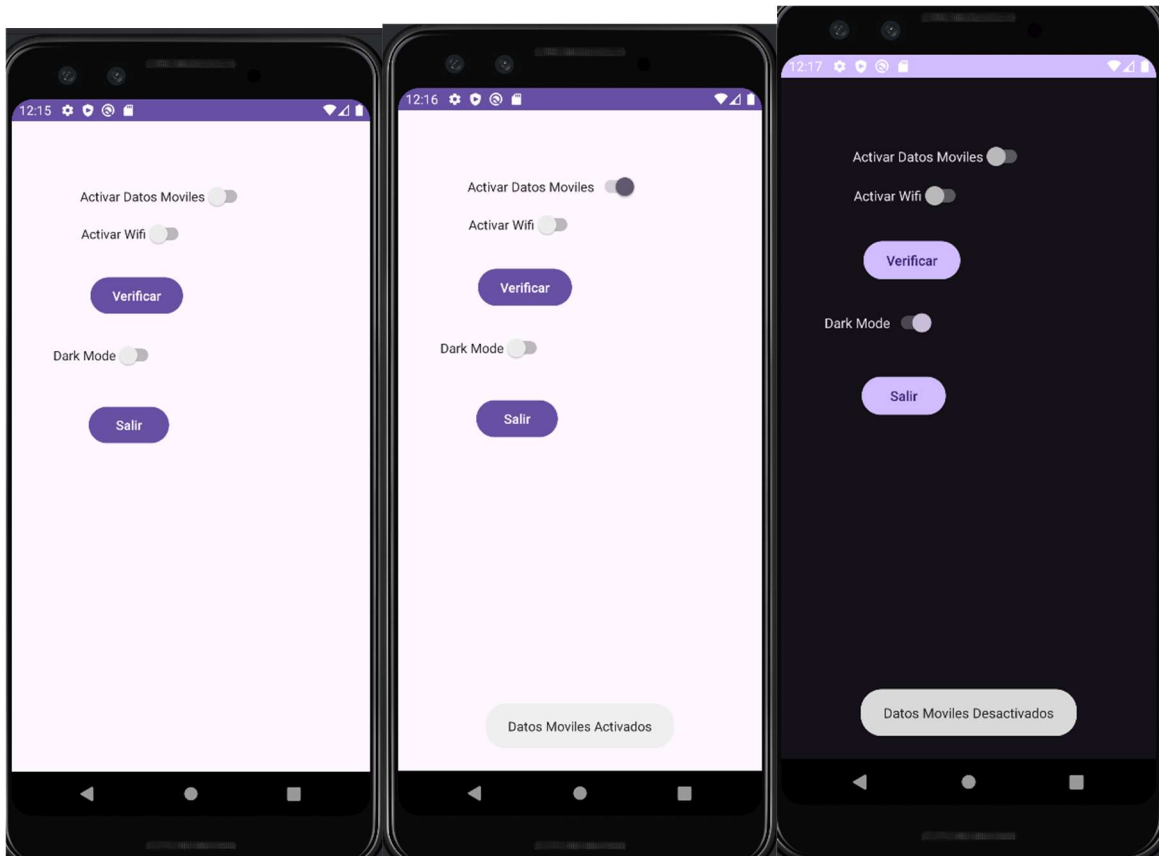 12:15
Activar Datos Moviles
Activar Wifi
Verificar
Dark Mode
Salir
12:16
Activar Datos Moviles
Activar Wifi
Verificar
Dark Mode
Salir
Datos Moviles Activados
12:17
Activar Datos Moviles
Activar Wifi
Verificar
Dark Mode
Salir
Datos Moviles Desactivados